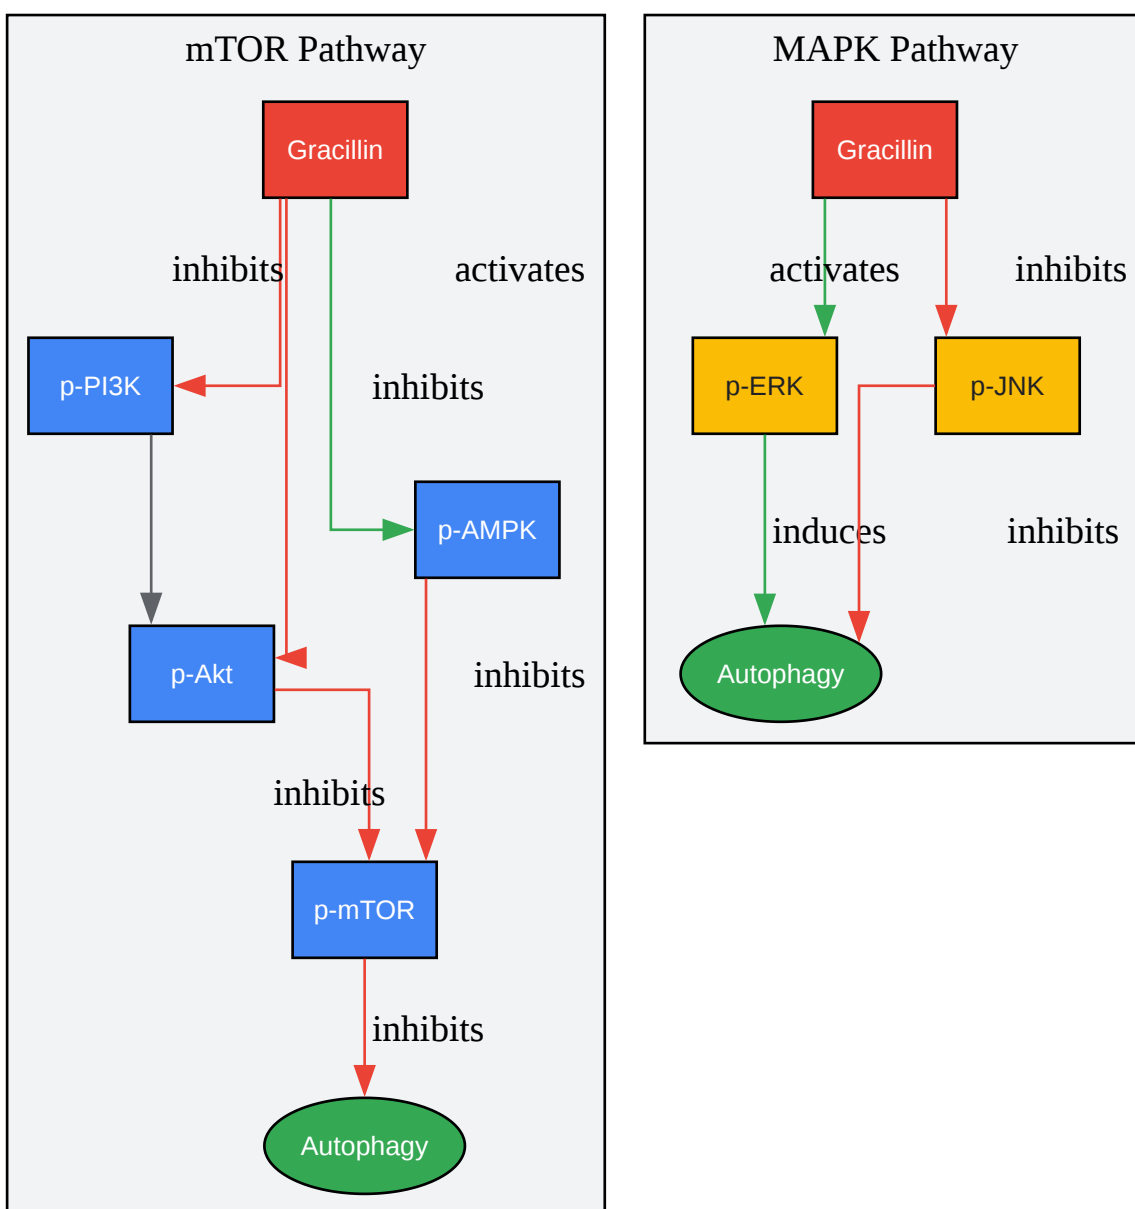 mTOR Pathway
Gracillin
inhibits
activates
p-PI3K
inhibits
p-AMPK
p-Akt
inhibits
inhibits
p-mTOR
inhibits
Autophagy
MAPK Pathway
Gracillin
activates
inhibits
p-ERK
p-JNK
induces
inhibits
Autophagy